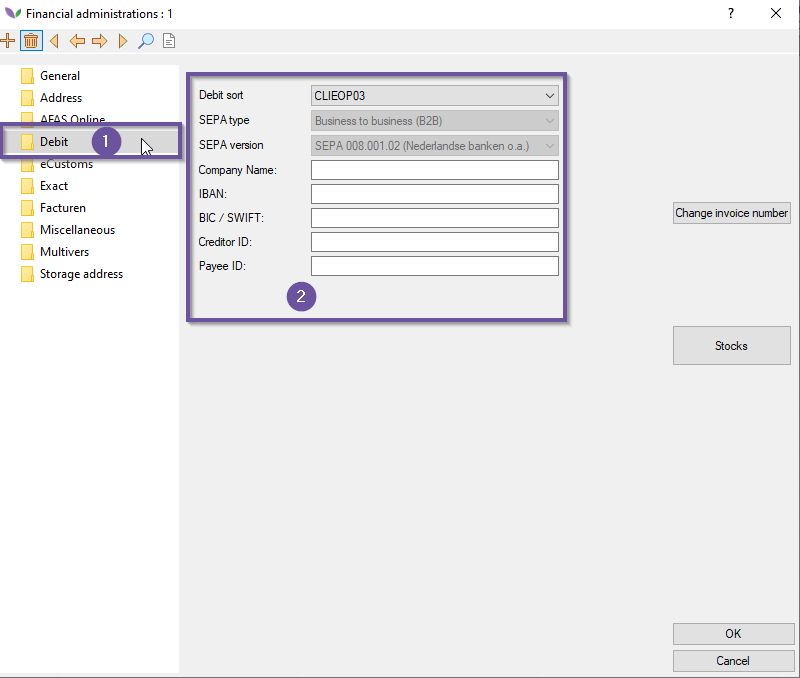 Financial administrations : 1
?
General
Address
AFAS Online
Debit
1
eCustoms
Exact
Facturen
Miscellaneous
Multivers
Storage address
Debit sort
CLIEOP03
SEPA type
Business to business (B2B)
SEPA version
SEPA 008.001.02 (Nederlandse banken o.a.)
Company Name:
IBAN:
BIC / SWIFT:
Creditor ID:
Payee ID:
2
Change invoice number
Stocks
OK
Cancel